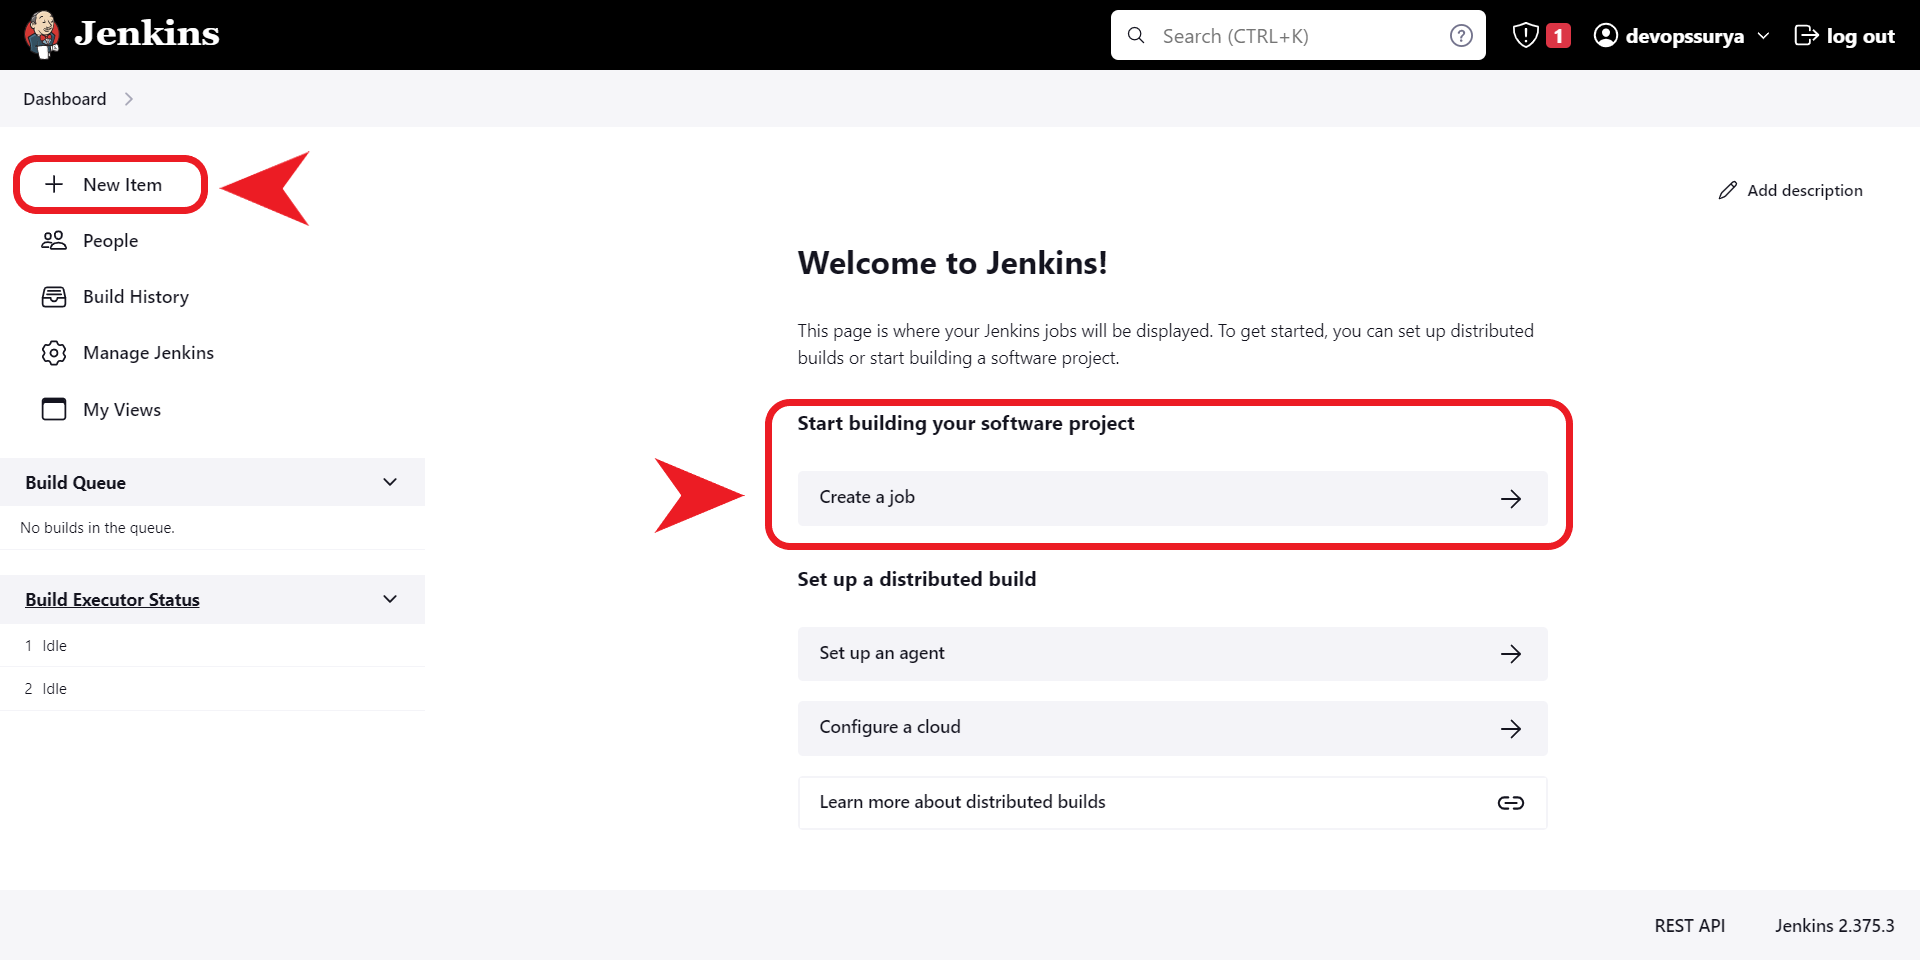 Jenkins
Search (CTRL+K)
1
devopssurya
log out
Dashboard
New Item
People
Build History
Manage Jenkins
My Views
Build Queue
No builds in the queue.
Build Executor Status
1 Idle
2 Idle
Add description
Welcome to Jenkins!
This page is where your Jenkins jobs will be displayed. To get started, you can set up distributed
builds or start building a software project.
Start building your software project
Create a job
Set up a distributed build
Set up an agent
Configure a cloud
Learn more about distributed builds
REST API
Jenkins 2.375.3